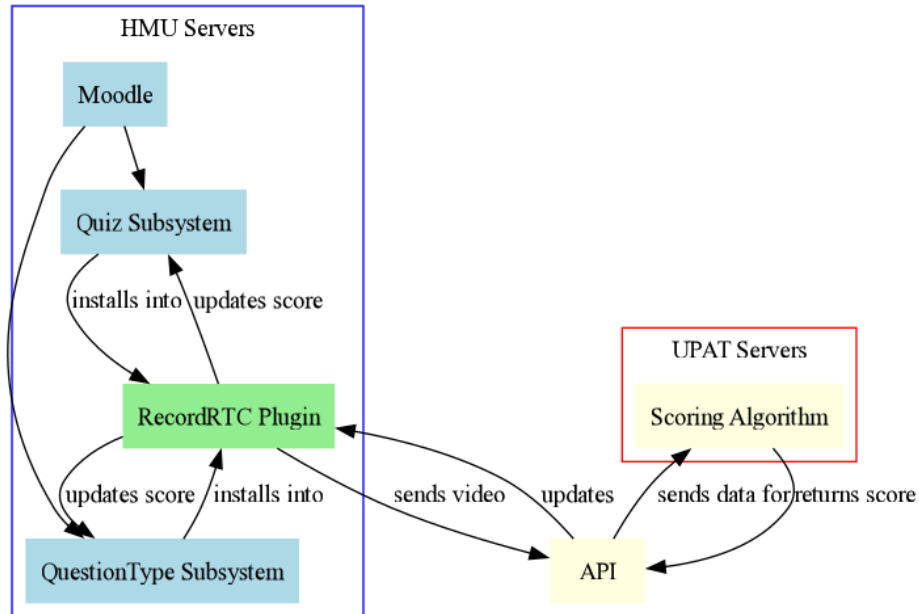 HMU Servers
Moodle
Quiz Subsystem
installs into
updates score
UPAT Servers
RecordRTC Plugin
Scoring Algorithm
updates score
installs into
sends video
updates
sends data for
returns score
QuestionType Subsystem
API